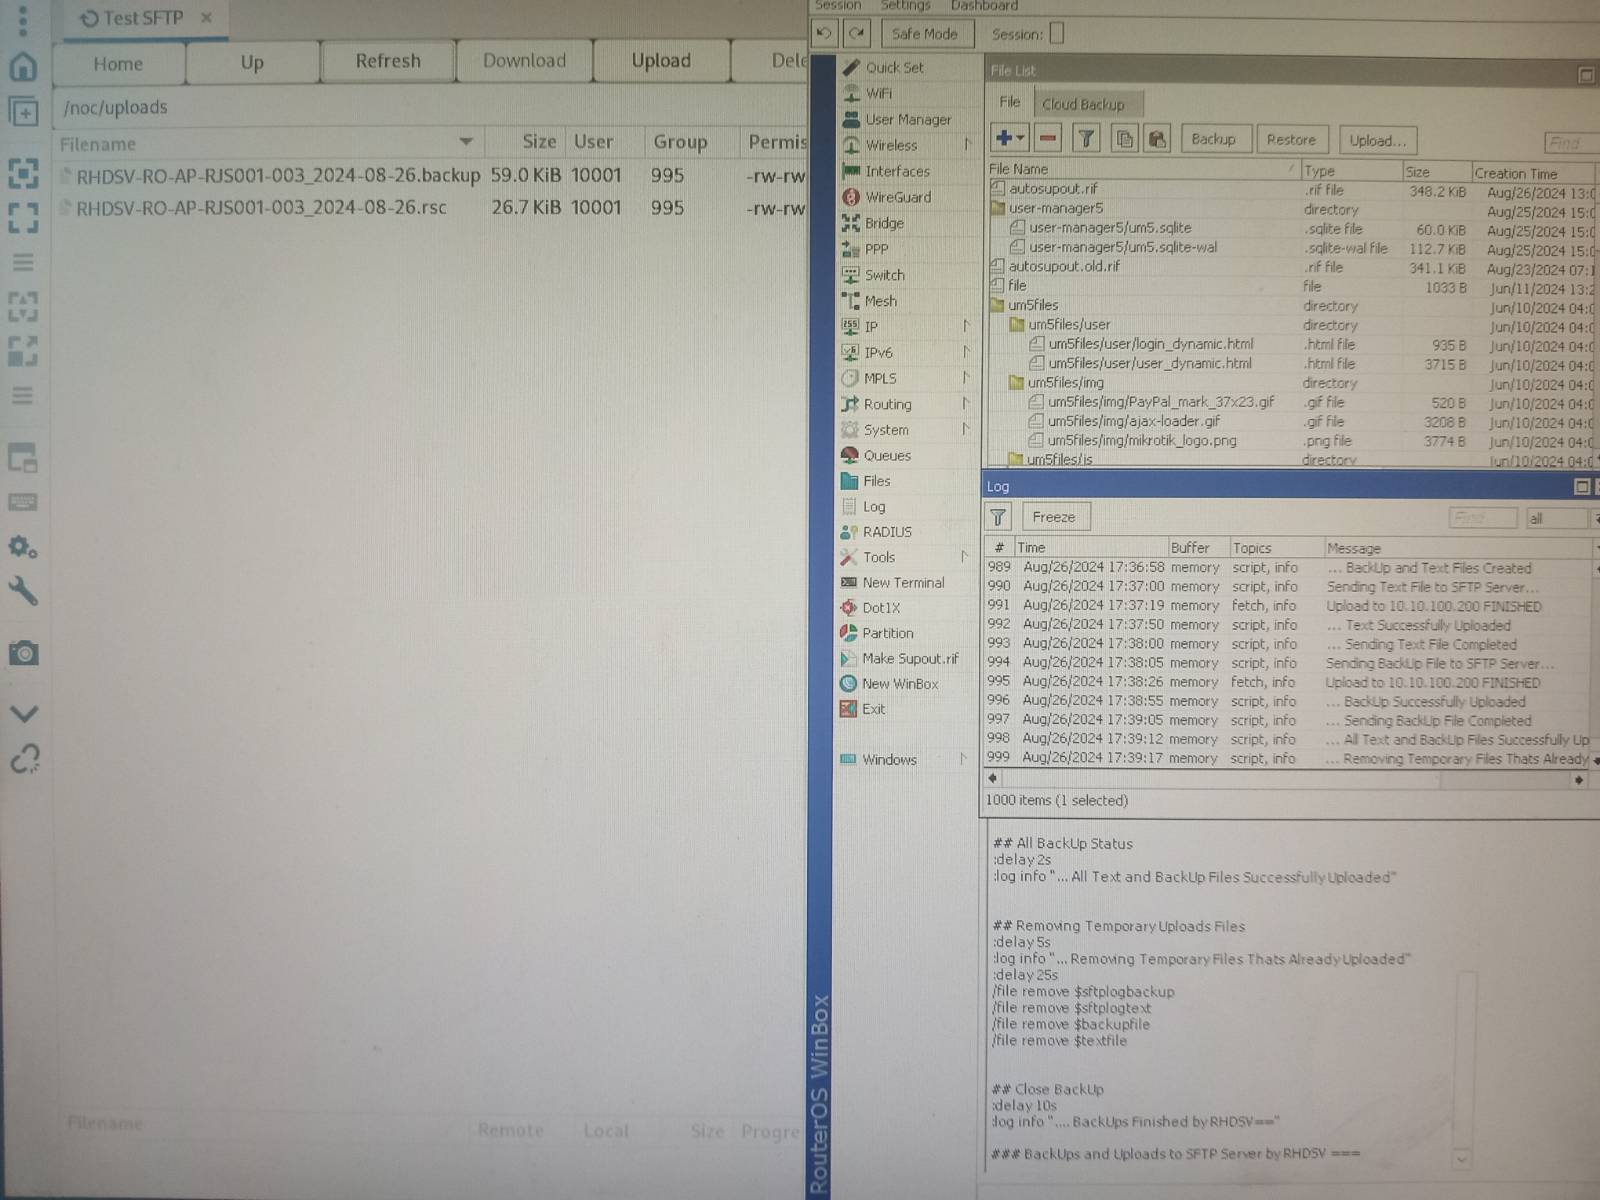 Test SFTP ×
Home Up Refresh Download Upload Dele
/noc/uploads
Filename Size User Group Permis
RHDSV-RO-AP-RJS001-003_2024-08-26.backup 59.0 KiB 10001 995 -rw-rw
RHDSV-RO-AP-RJS001-003_2024-08-26.rsc 26.7 KiB 10001 995 -rw-rw
Filename Remote Local Size Progre
Session Settings Dashboard
Safe Mode Session:
RouterOS WinBox
Quick Set
WiFi
User Manager
Wireless
Interfaces
WireGuard
Bridge
PPP
Switch
Mesh
IP
IPv6
MPLS
Routing
System
Queues
Files
Log
RADIUS
Tools
New Terminal
Dot1X
Partition
Make Supout.rif
New WinBox
Exit
Windows
File List
File Cloud Backup
Backup Restore Upload... Find
File Name Type Size Creation Time
autosupout.rif .rif file 348.2 KiB Aug/26/2024 13:0
user-manager5 directory Aug/25/2024 15:0
user-manager5/um5.sqlite .sqlite file 60.0 KiB Aug/25/2024 15:0
user-manager5/um5.sqlite-wal .sqlite-wal file 112.7 KiB Aug/25/2024 15:0
autosupout.old.rif .rif file 341.1 KiB Aug/23/2024 07:1
file file 1033 B Jun/11/2024 13:2
um5files directory Jun/10/2024 04:0
um5files/user directory Jun/10/2024 04:0
um5files/user/login_dynamic.html .html file 935 B Jun/10/2024 04:0
um5files/user/user_dynamic.html .html file 3715 B Jun/10/2024 04:0
um5files/img directory Jun/10/2024 04:0
um5files/img/PayPal_mark_37x23.gif .gif file 520 B Jun/10/2024 04:0
um5files/img/ajax-loader.gif .gif file 3208 B Jun/10/2024 04:0
um5files/img/mikrotik_logo.png .png file 3774 B Jun/10/2024 04:0
um5files/js directory Jun/10/2024 04:0
Log
Freeze Find all
# Time Buffer Topics Message
989 Aug/26/2024 17:36:58 memory script, info ... BackUp and Text Files Created
990 Aug/26/2024 17:37:00 memory script, info Sending Text File to SFTP Server...
991 Aug/26/2024 17:37:19 memory fetch, info Upload to 10.10.100.200 FINISHED
992 Aug/26/2024 17:37:50 memory script, info ... Text Successfully Uploaded
993 Aug/26/2024 17:38:00 memory script, info ... Sending Text File Completed
994 Aug/26/2024 17:38:05 memory script, info Sending BackUp File to SFTP Server...
995 Aug/26/2024 17:38:26 memory fetch, info Upload to 10.10.100.200 FINISHED
996 Aug/26/2024 17:38:55 memory script, info ... BackUp Successfully Uploaded
997 Aug/26/2024 17:39:05 memory script, info ... Sending BackUp File Completed
998 Aug/26/2024 17:39:12 memory script, info ... All Text and BackUp Files Successfully Up
999 Aug/26/2024 17:39:17 memory script, info ... Removing Temporary Files Thats Already
1000 items (1 selected)
## All BackUp Status
:delay 2s
:log info "... All Text and BackUp Files Successfully Uploaded"
## Removing Temporary Uploads Files
:delay 5s
:log info "... Removing Temporary Files Thats Already Uploaded"
:delay 25s
/file remove $sftplogbackup
/file remove $sftplogtext
/file remove $backupfile
/file remove $textfile
## Close BackUp
:delay 10s
:log info ".... BackUps Finished by RHDSV=="
### BackUps and Uploads to SFTP Server by RHDSV ===